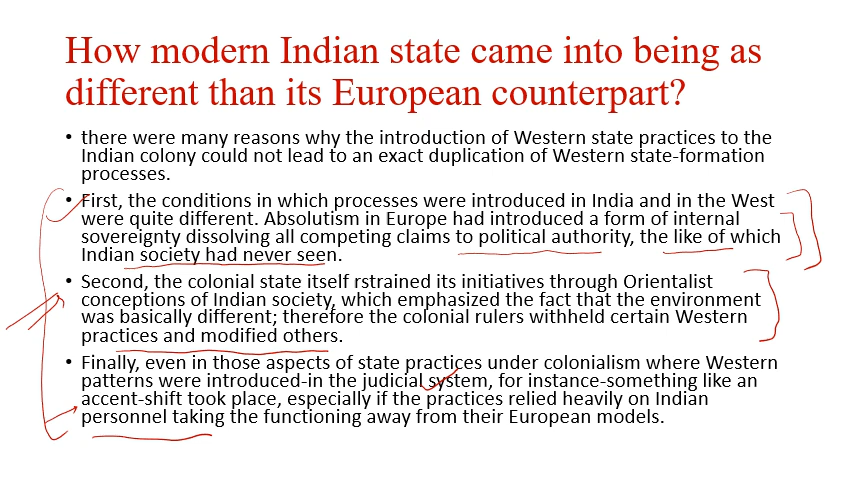 How modern Indian state came into being as
different than its European counterpart?
• there were many reasons why the introduction of Western state practices to the
Indian colony could not lead to an exact duplication of Western state-formation
processes.
• First, the conditions in which processes were introduced in India and in the West
were quite different. Absolutism in Europe had introduced a form of internal
sovereignty dissolving all competing claims to political authority, the like of which
Indian society had never seen.
• Second, the colonial state itself rstrained its initiatives through Orientalist
conceptions of Indian society, which emphasized the fact that the environment
was basically different; therefore the colonial rulers withheld certain Western
practices and modified others.
• Finally, even in those aspects of state practices under colonialism where Western
patterns were introduced-in the judicial system, for instance-something like an
accent-shift took place, especially if the practices relied heavily on Indian
personnel taking the functioning away from their European models.